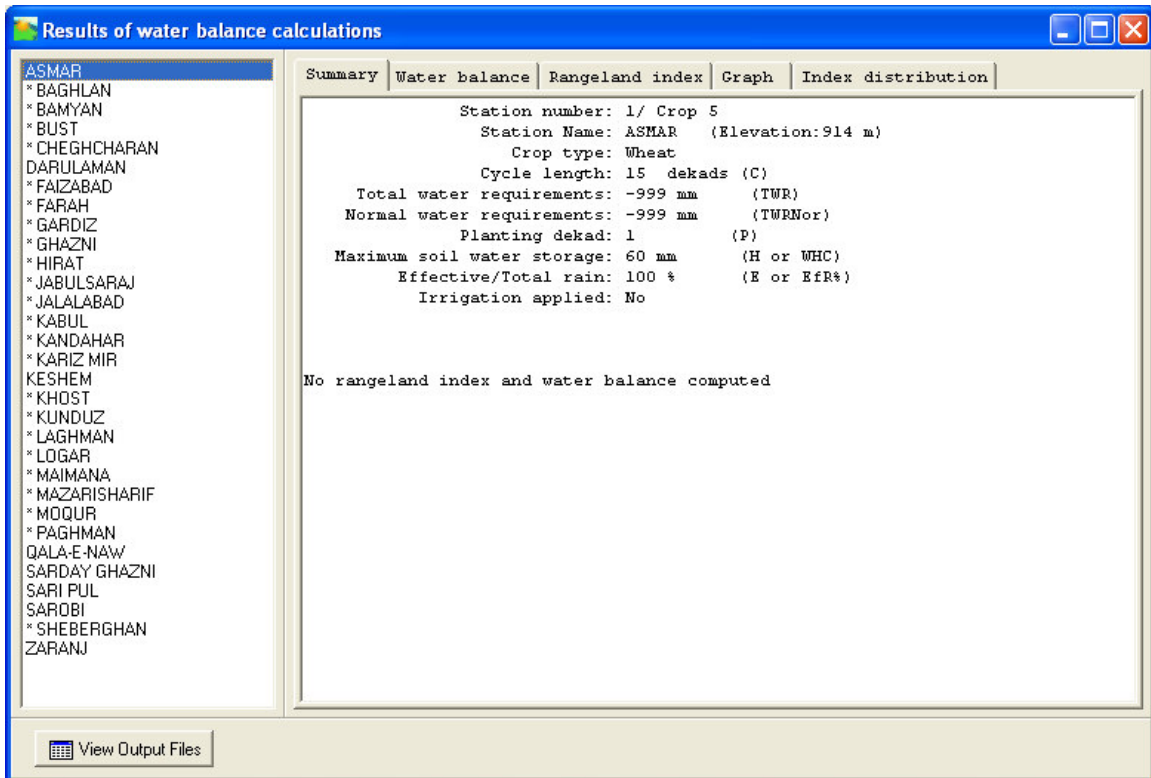 Results of water balance calculations
ASMAR
* BAGHLAN
* BAMYAN
* BUST
* CHEGHCHARAN
DARULAMAN
* FAIZABAD
* FARAH
* GARDIZ
* GHAZNI
* HIRAT
* JABULSARAJ
* JALALABAD
* KABUL
* KANDAHAR
* KARIZ MIR
KESHEM
* KHOST
* KUNDUZ
* LAGHMAN
* LOGAR
* MAIMANA
* MAZARISHARIF
* MOQUR
* PAGHMAN
QALA-E-NAW
SARDAY GHAZNI
SARI PUL
SAROBI
* SHEBERGHAN
ZARANJ
Summary Water balance Rangeland index Graph Index distribution
Station number: 1/ Crop 5
Station Name: ASMAR (Elevation:914 m)
Crop type: Wheat
Cycle length: 15 dekads (C)
Total water requirements: -999 mm (TWR)
Normal water requirements: -999 mm (TWRNor)
Planting dekad: 1 (P)
Maximum soil water storage: 60 mm (H or WHC)
Effective/Total rain: 100 % (E or EfR%)
Irrigation applied: No
No rangeland index and water balance computed
View Output Files